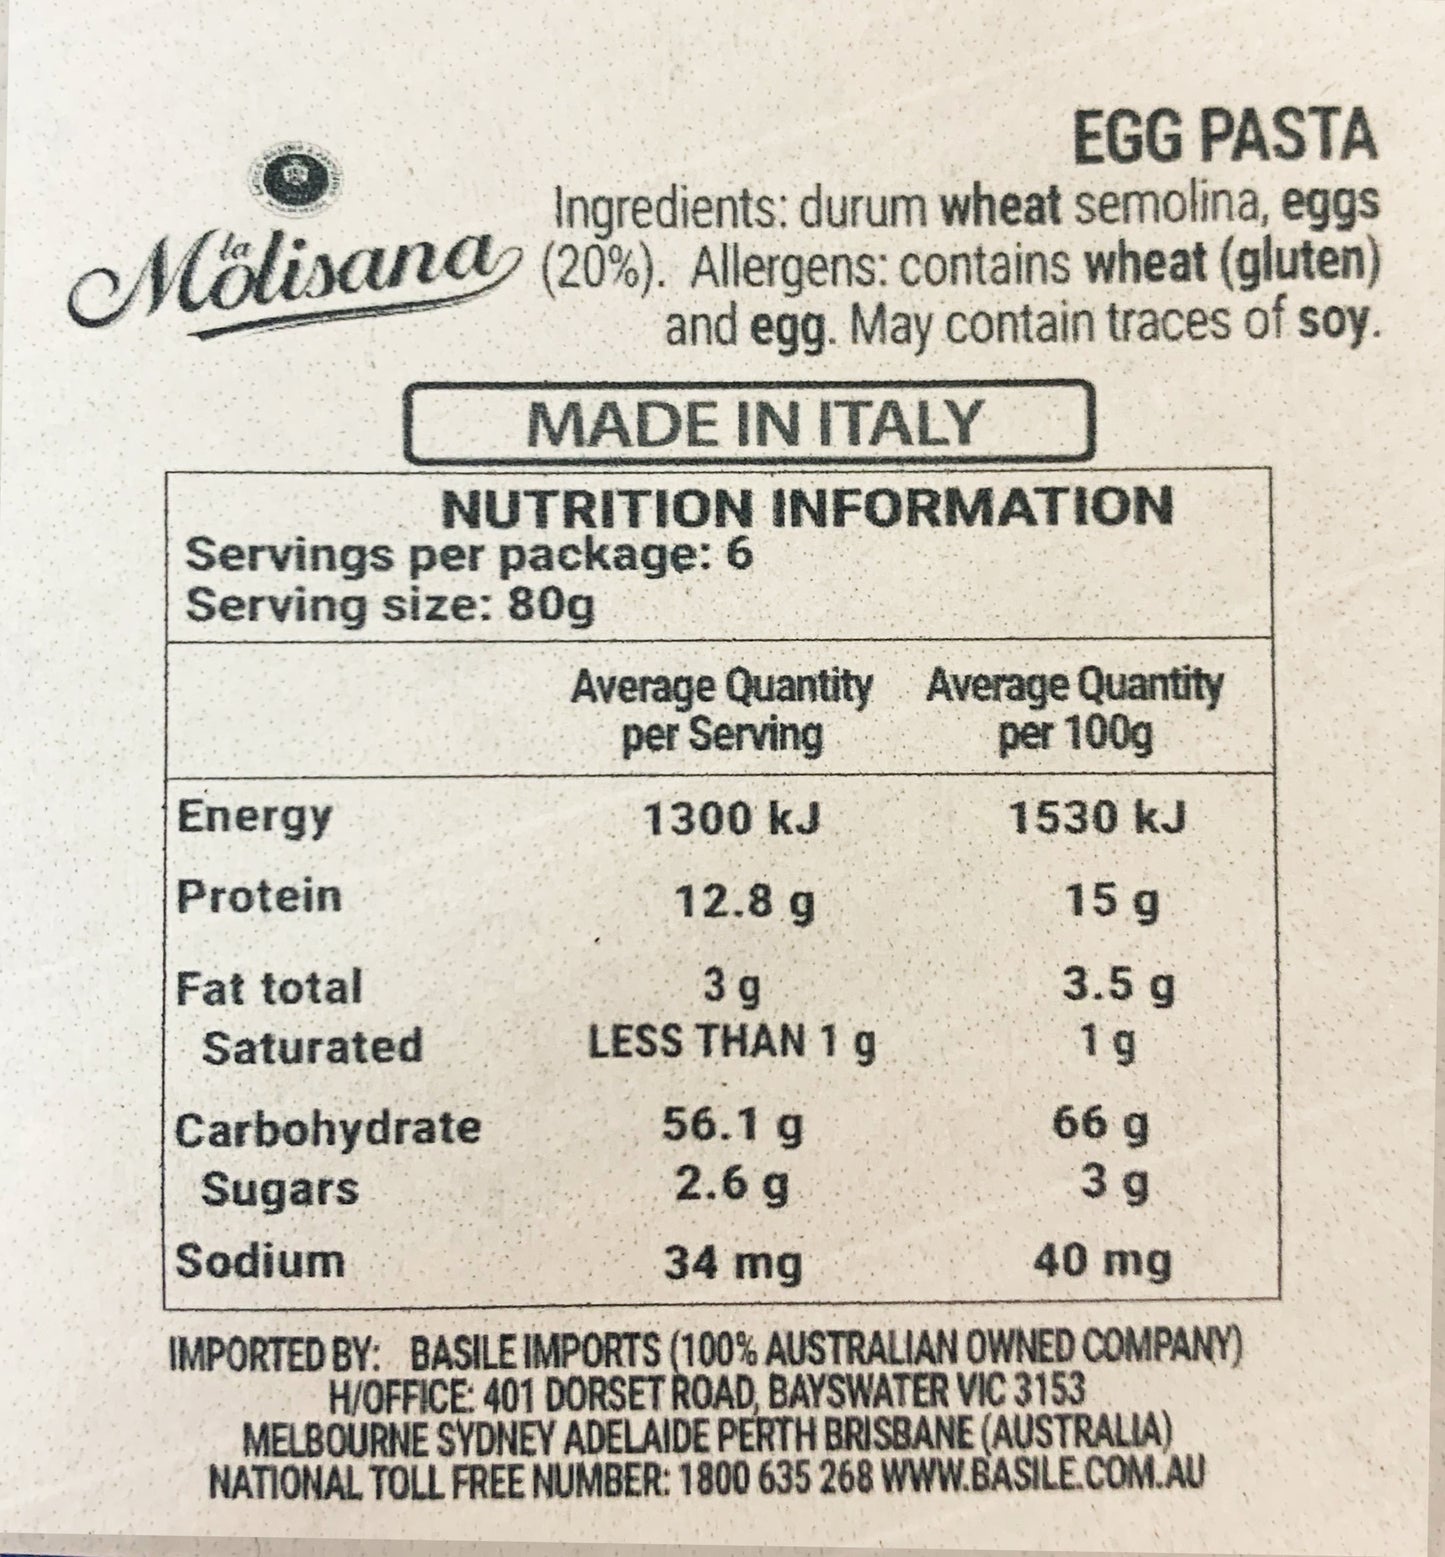 EGG PASTA
la Molisana
Ingredients: durum wheat semolina, eggs
(20%). Allergens: contains wheat (gluten)
and egg. May contain traces of soy.
MADE IN ITALY
NUTRITION INFORMATION
Servings per package: 6
Serving size: 80g
Average Quantity per Serving Average Quantity per 100g
Energy 1300 kJ 1530 kJ
Protein 12.8 g 15 g
Fat total 3 g 3.5 g
Saturated LESS THAN 1 g 1 g
Carbohydrate 56.1 g 66 g
Sugars 2.6 g 3 g
Sodium 34 mg 40 mg
IMPORTED BY: BASILE IMPORTS (100% AUSTRALIAN OWNED COMPANY)
H/OFFICE: 401 DORSET ROAD, BAYSWATER VIC 3153
MELBOURNE SYDNEY ADELAIDE PERTH BRISBANE (AUSTRALIA)
NATIONAL TOLL FREE NUMBER: 1800 635 268 WWW.BASILE.COM.AU